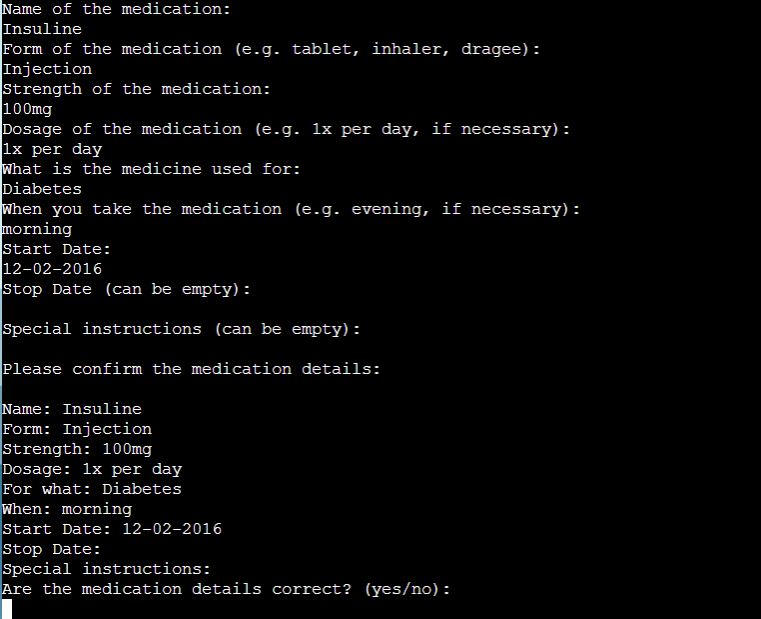 Name of the medication:
Insuline
Form of the medication (e.g. tablet, inhaler, dragee):
Injection
Strength of the medication:
100mg
Dosage of the medication (e.g. 1x per day, if necessary):
1x per day
What is the medicine used for:
Diabetes
When you take the medication (e.g. evening, if necessary):
morning
Start Date:
12-02-2016
Stop Date (can be empty):
Special instructions (can be empty):
Please confirm the medication details:
Name: Insuline
Form: Injection
Strength: 100mg
Dosage: 1x per day
For what: Diabetes
When: morning
Start Date: 12-02-2016
Stop Date:
Special instructions:
Are the medication details correct? (yes/no):